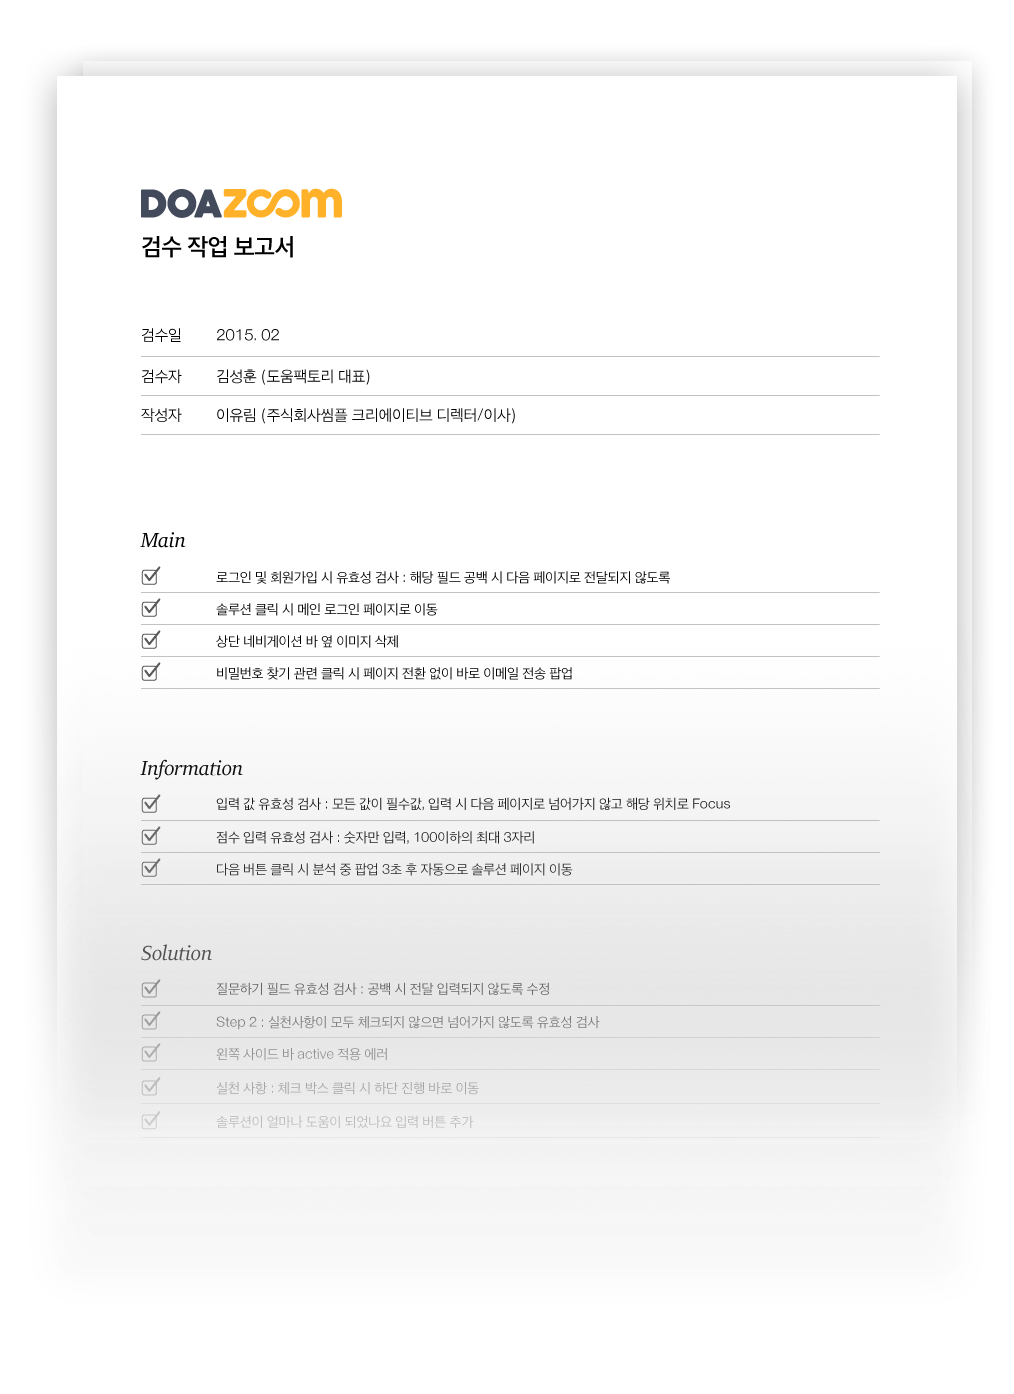 DOAZOOM
검수 작업 보고서
검수일 2015. 02
검수자 김성훈 (도움팩토리 대표)
작성자 이유림 (주식회사씸플 크리에이티브 디렉터/이사)
Main
로그인 및 회원가입 시 유효성 검사 : 해당 필드 공백 시 다음 페이지로 전달되지 않도록
솔루션 클릭 시 메인 로그인 페이지로 이동
상단 네비게이션 바 옆 이미지 삭제
비밀번호 찾기 관련 클릭 시 페이지 전환 없이 바로 이메일 전송 팝업
Information
입력 값 유효성 검사 : 모든 값이 필수값, 입력 시 다음 페이지로 넘어가지 않고 해당 위치로 Focus
점수 입력 유효성 검사 : 숫자만 입력, 100이하의 최대 3자리
다음 버튼 클릭 시 분석 중 팝업 3초 후 자동으로 솔루션 페이지 이동
Solution
질문하기 필드 유효성 검사 : 공백 시 전달 입력되지 않도록 수정
Step 2 : 실천사항이 모두 체크되지 않으면 넘어가지 않도록 유효성 검사
왼쪽 사이드 바 active 적용 에러
실천 사항 : 체크 박스 클릭 시 하단 진행 바로 이동
솔루션이 얼마나 도움이 되었나요 입력 버튼 추가